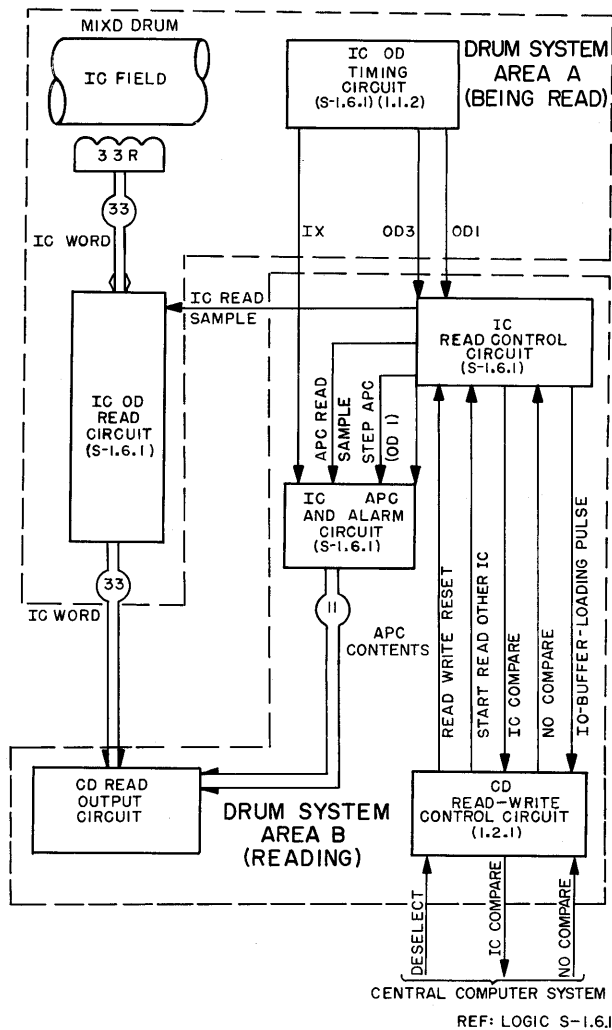 MIXD DRUM
IC FIELD
33R
33
IC WORD
IC OD
TIMING
CIRCUIT
(S-1.6.1) (1.1.2)
DRUM SYSTEM
AREA A
(BEING READ)
IX
OD3
OD1
IC READ
SAMPLE
IC
READ CONTROL
CIRCUIT
(S-1.6.1)
IC OD
READ
CIRCUIT
(S-1.6.1)
APC READ
SAMPLE
STEP APC
(OD 1)
IC APC
AND ALARM
CIRCUIT
(S-1.6.1)
33
IC WORD
11
APC
CONTENTS
READ WRITE RESET
START READ OTHER IC
IC COMPARE
NO COMPARE
IO-BUFFER-LOADING PULSE
CD READ
OUTPUT
CIRCUIT
DRUM SYSTEM
AREA B
(READING)
CD
READ-WRITE
CONTROL CIRCUIT
(1.2.1)
DESELECT
IC COMPARE
NO COMPARE
CENTRAL COMPUTER SYSTEM
REF: LOGIC S-1.6.1